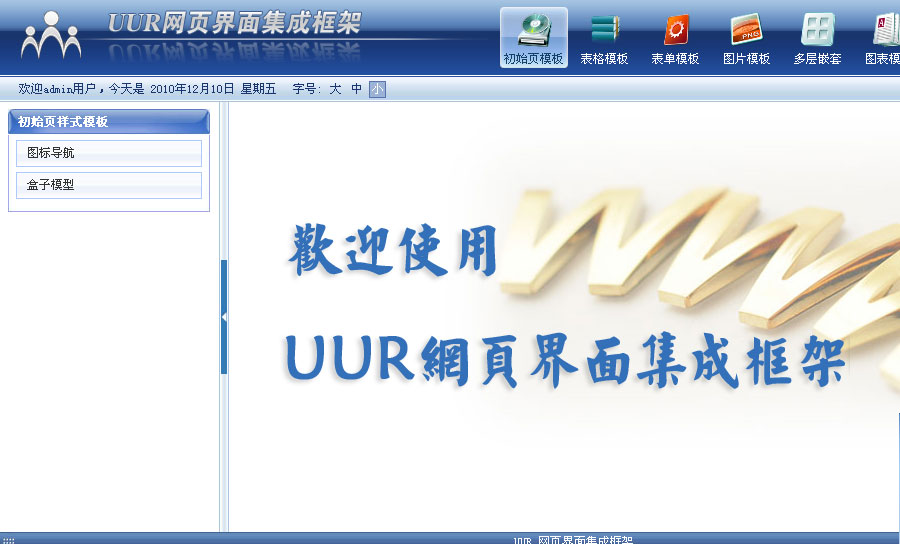 UUR网页界面集成框架
初始页模板 表格模板 表单模板 图片模板 多层嵌套 图表模
PNG
欢迎admin用户，今天是 2010年12月10日 星期五 字号: 大 中 小
初始页样式模板
图标导航
盒子模型
歡迎使用
UUR網頁界面集成框架
UUR 网页界面集成框架